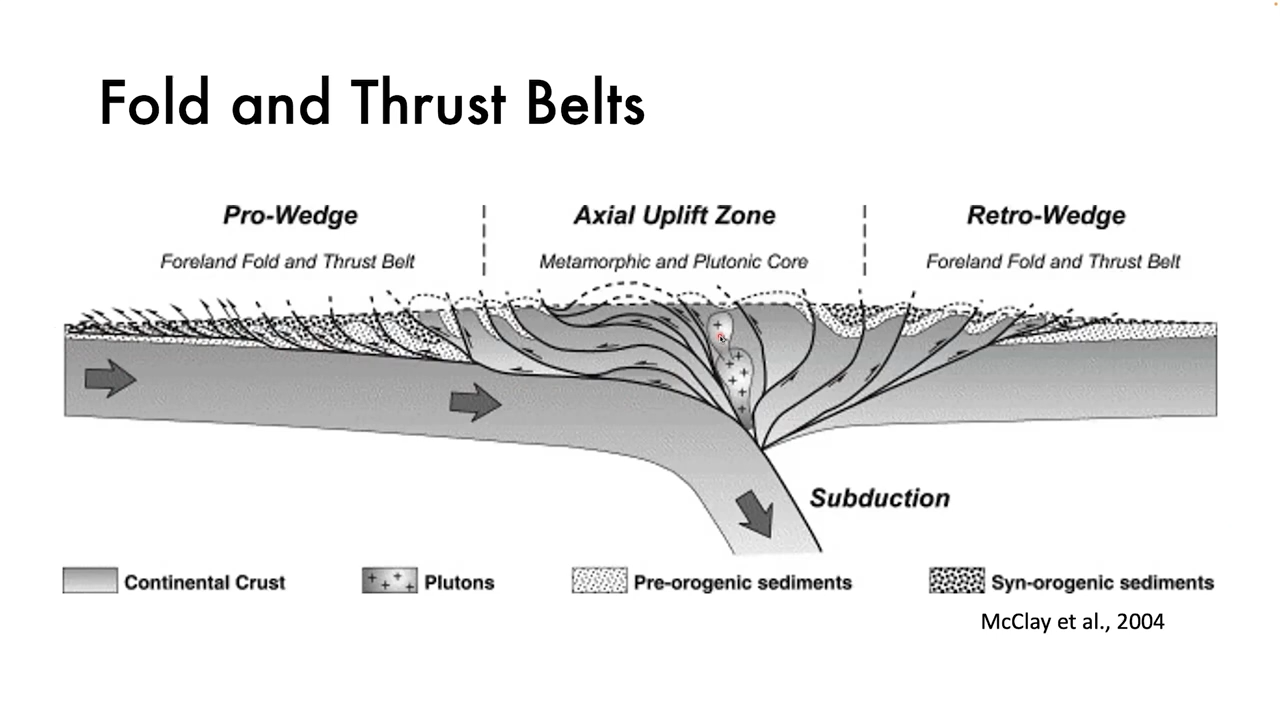 Fold and Thrust Belts
Pro-Wedge
Axial Uplift Zone
Retro-Wedge
Foreland Fold and Thrust Belt
Metamorphic and Plutonic Core
Foreland Fold and Thrust Belt
Subduction
Continental Crust
Plutons
Pre-orogenic sediments
Syn-orogenic sediments
McClay et al., 2004